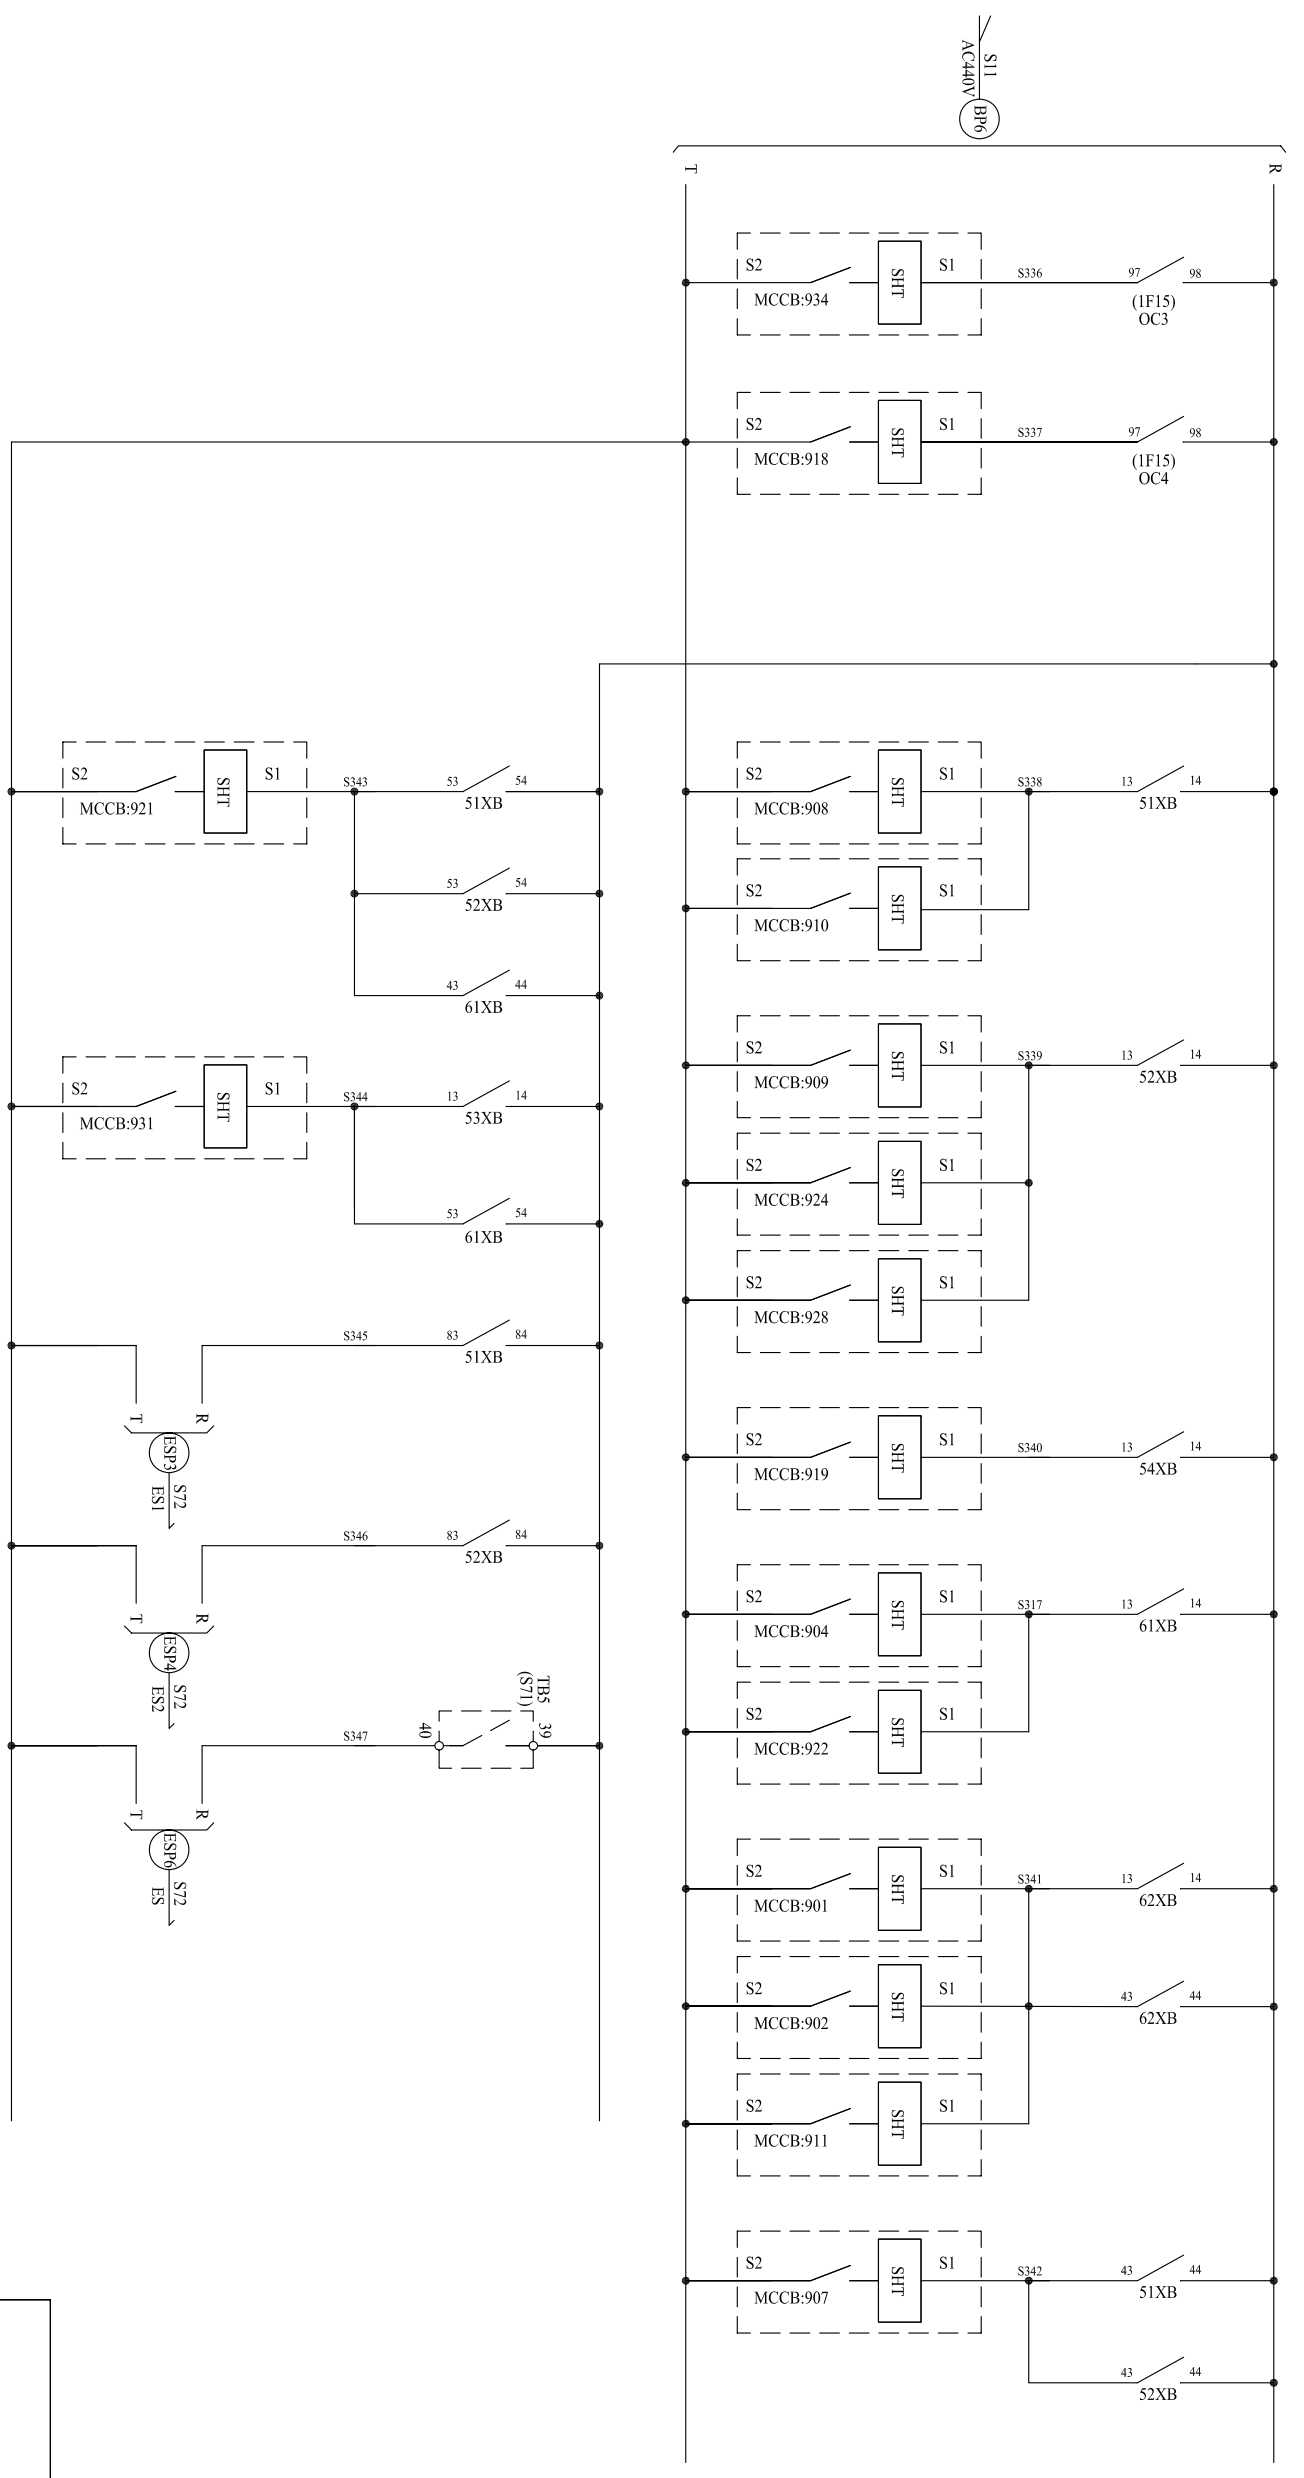 S11
AC440V
BP6
T
R
S2
SHT
S1
MCCB:934
S336
97
98
(1F15)
OC3
S2
SHT
S1
MCCB:918
S337
97
98
(1F15)
OC4
S2
SHT
S1
MCCB:921
S343
53
54
51XB
53
54
52XB
43
44
61XB
S2
SHT
S1
MCCB:931
S344
13
14
53XB
53
54
61XB
S345
83
84
51XB
T
R
ESP3
S72
ES1
S346
83
84
52XB
T
R
ESP4
S72
ES2
TB5
(S71)
40
39
S347
T
R
ESP6
S72
ES
S2
SHT
S1
MCCB:908
S338
13
14
51XB
S2
SHT
S1
MCCB:910
S2
SHT
S1
MCCB:909
S339
13
14
52XB
S2
SHT
S1
MCCB:924
S2
SHT
S1
MCCB:928
S2
SHT
S1
MCCB:919
S340
13
14
54XB
S2
SHT
S1
MCCB:904
S317
13
14
61XB
S2
SHT
S1
MCCB:922
S2
SHT
S1
MCCB:901
S341
13
14
62XB
S2
SHT
S1
MCCB:902
43
44
62XB
S2
SHT
S1
MCCB:911
S2
SHT
S1
MCCB:907
S342
43
44
51XB
43
44
52XB